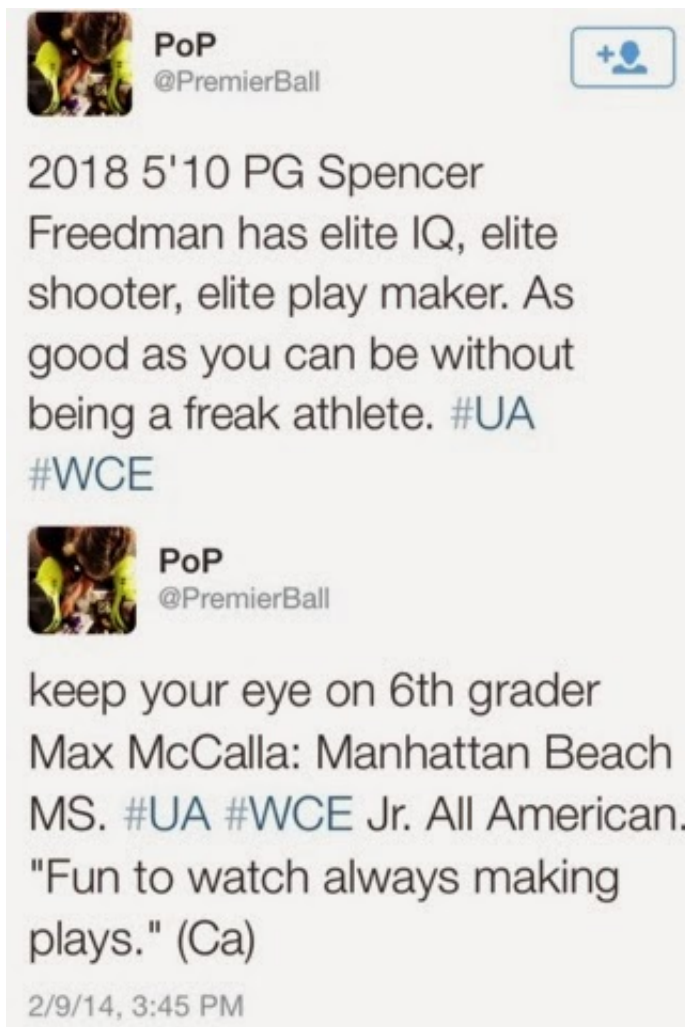 PoP
@PremierBall
2018 5'10 PG Spencer
Freedman has elite IQ, elite
shooter, elite play maker. As
good as you can be without
being a freak athlete. #UA
#WCE
PoP
@PremierBall
keep your eye on 6th grader
Max McCalla: Manhattan Beach
MS. #UA #WCE Jr. All American.
"Fun to watch always making
plays." (Ca)
2/9/14, 3:45 PM